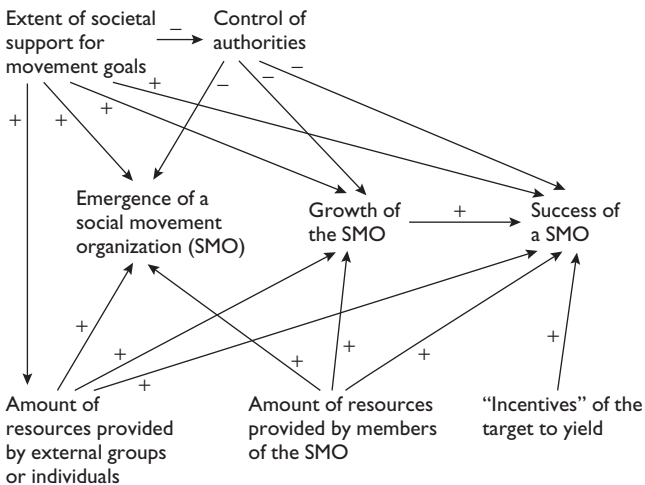 Extent of societal
support for
movement goals
–
Control of
authorities
–
–
–
+
+
+
+
Emergence of a
social movement
organization (SMO)
Growth of
the SMO
+
Success of
a SMO
+
+
+
+
+
+
+
Amount of
resources provided
by external groups
or individuals
Amount of resources
provided by members
of the SMO
“Incentives” of the
target to yield